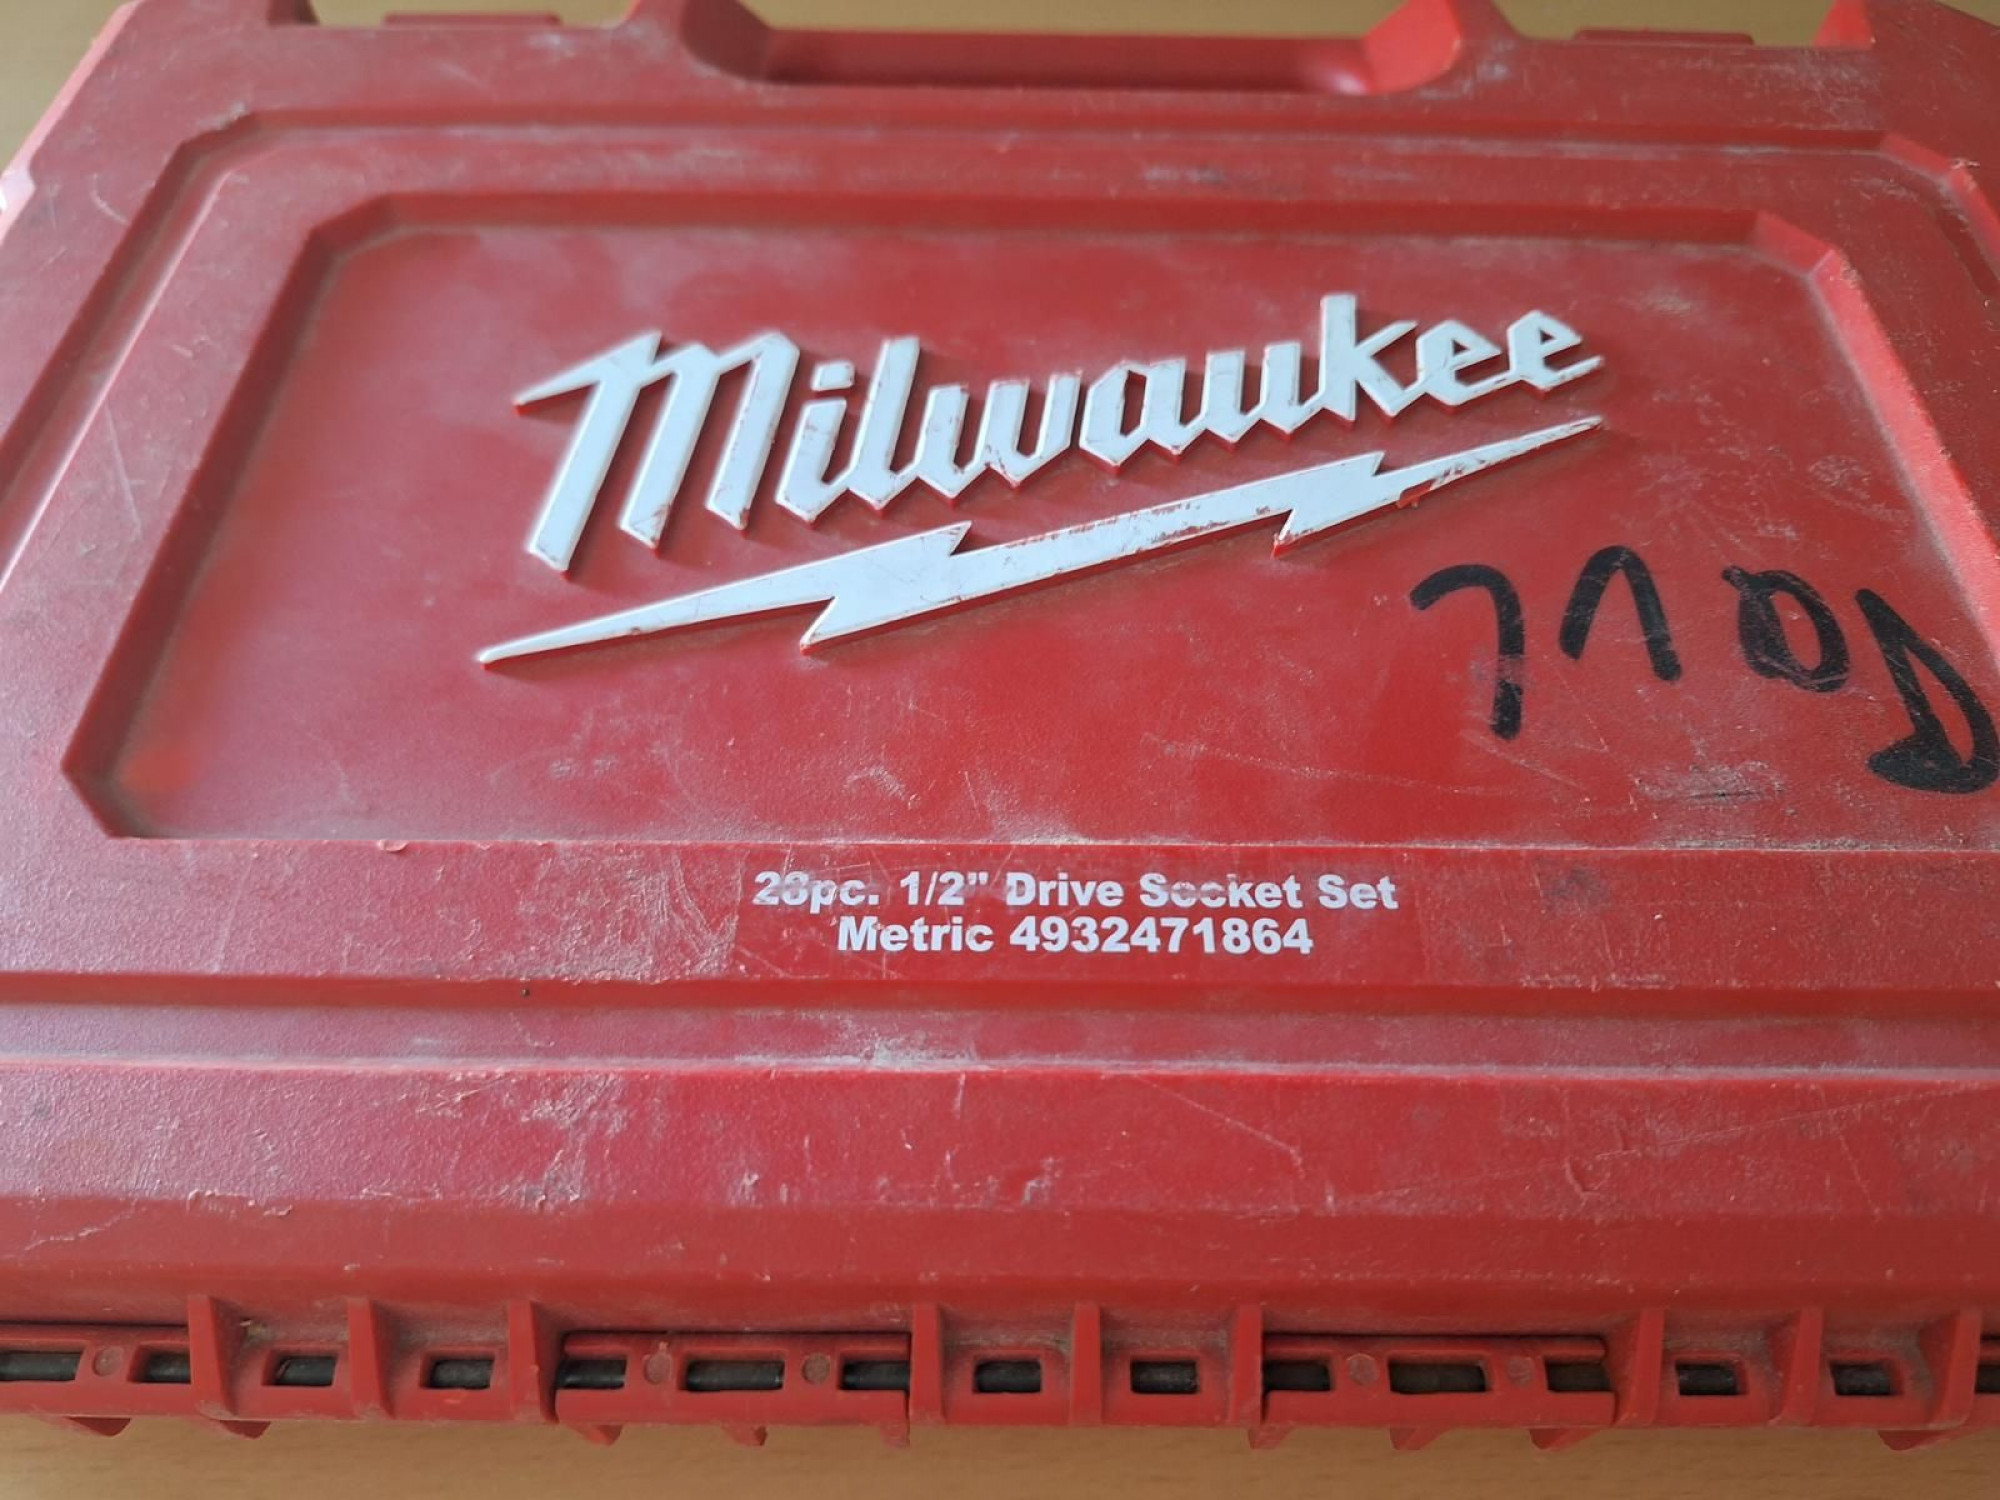 Milwaukee
28pc. 1/2" Drive Socket Set
Metric 4932471864